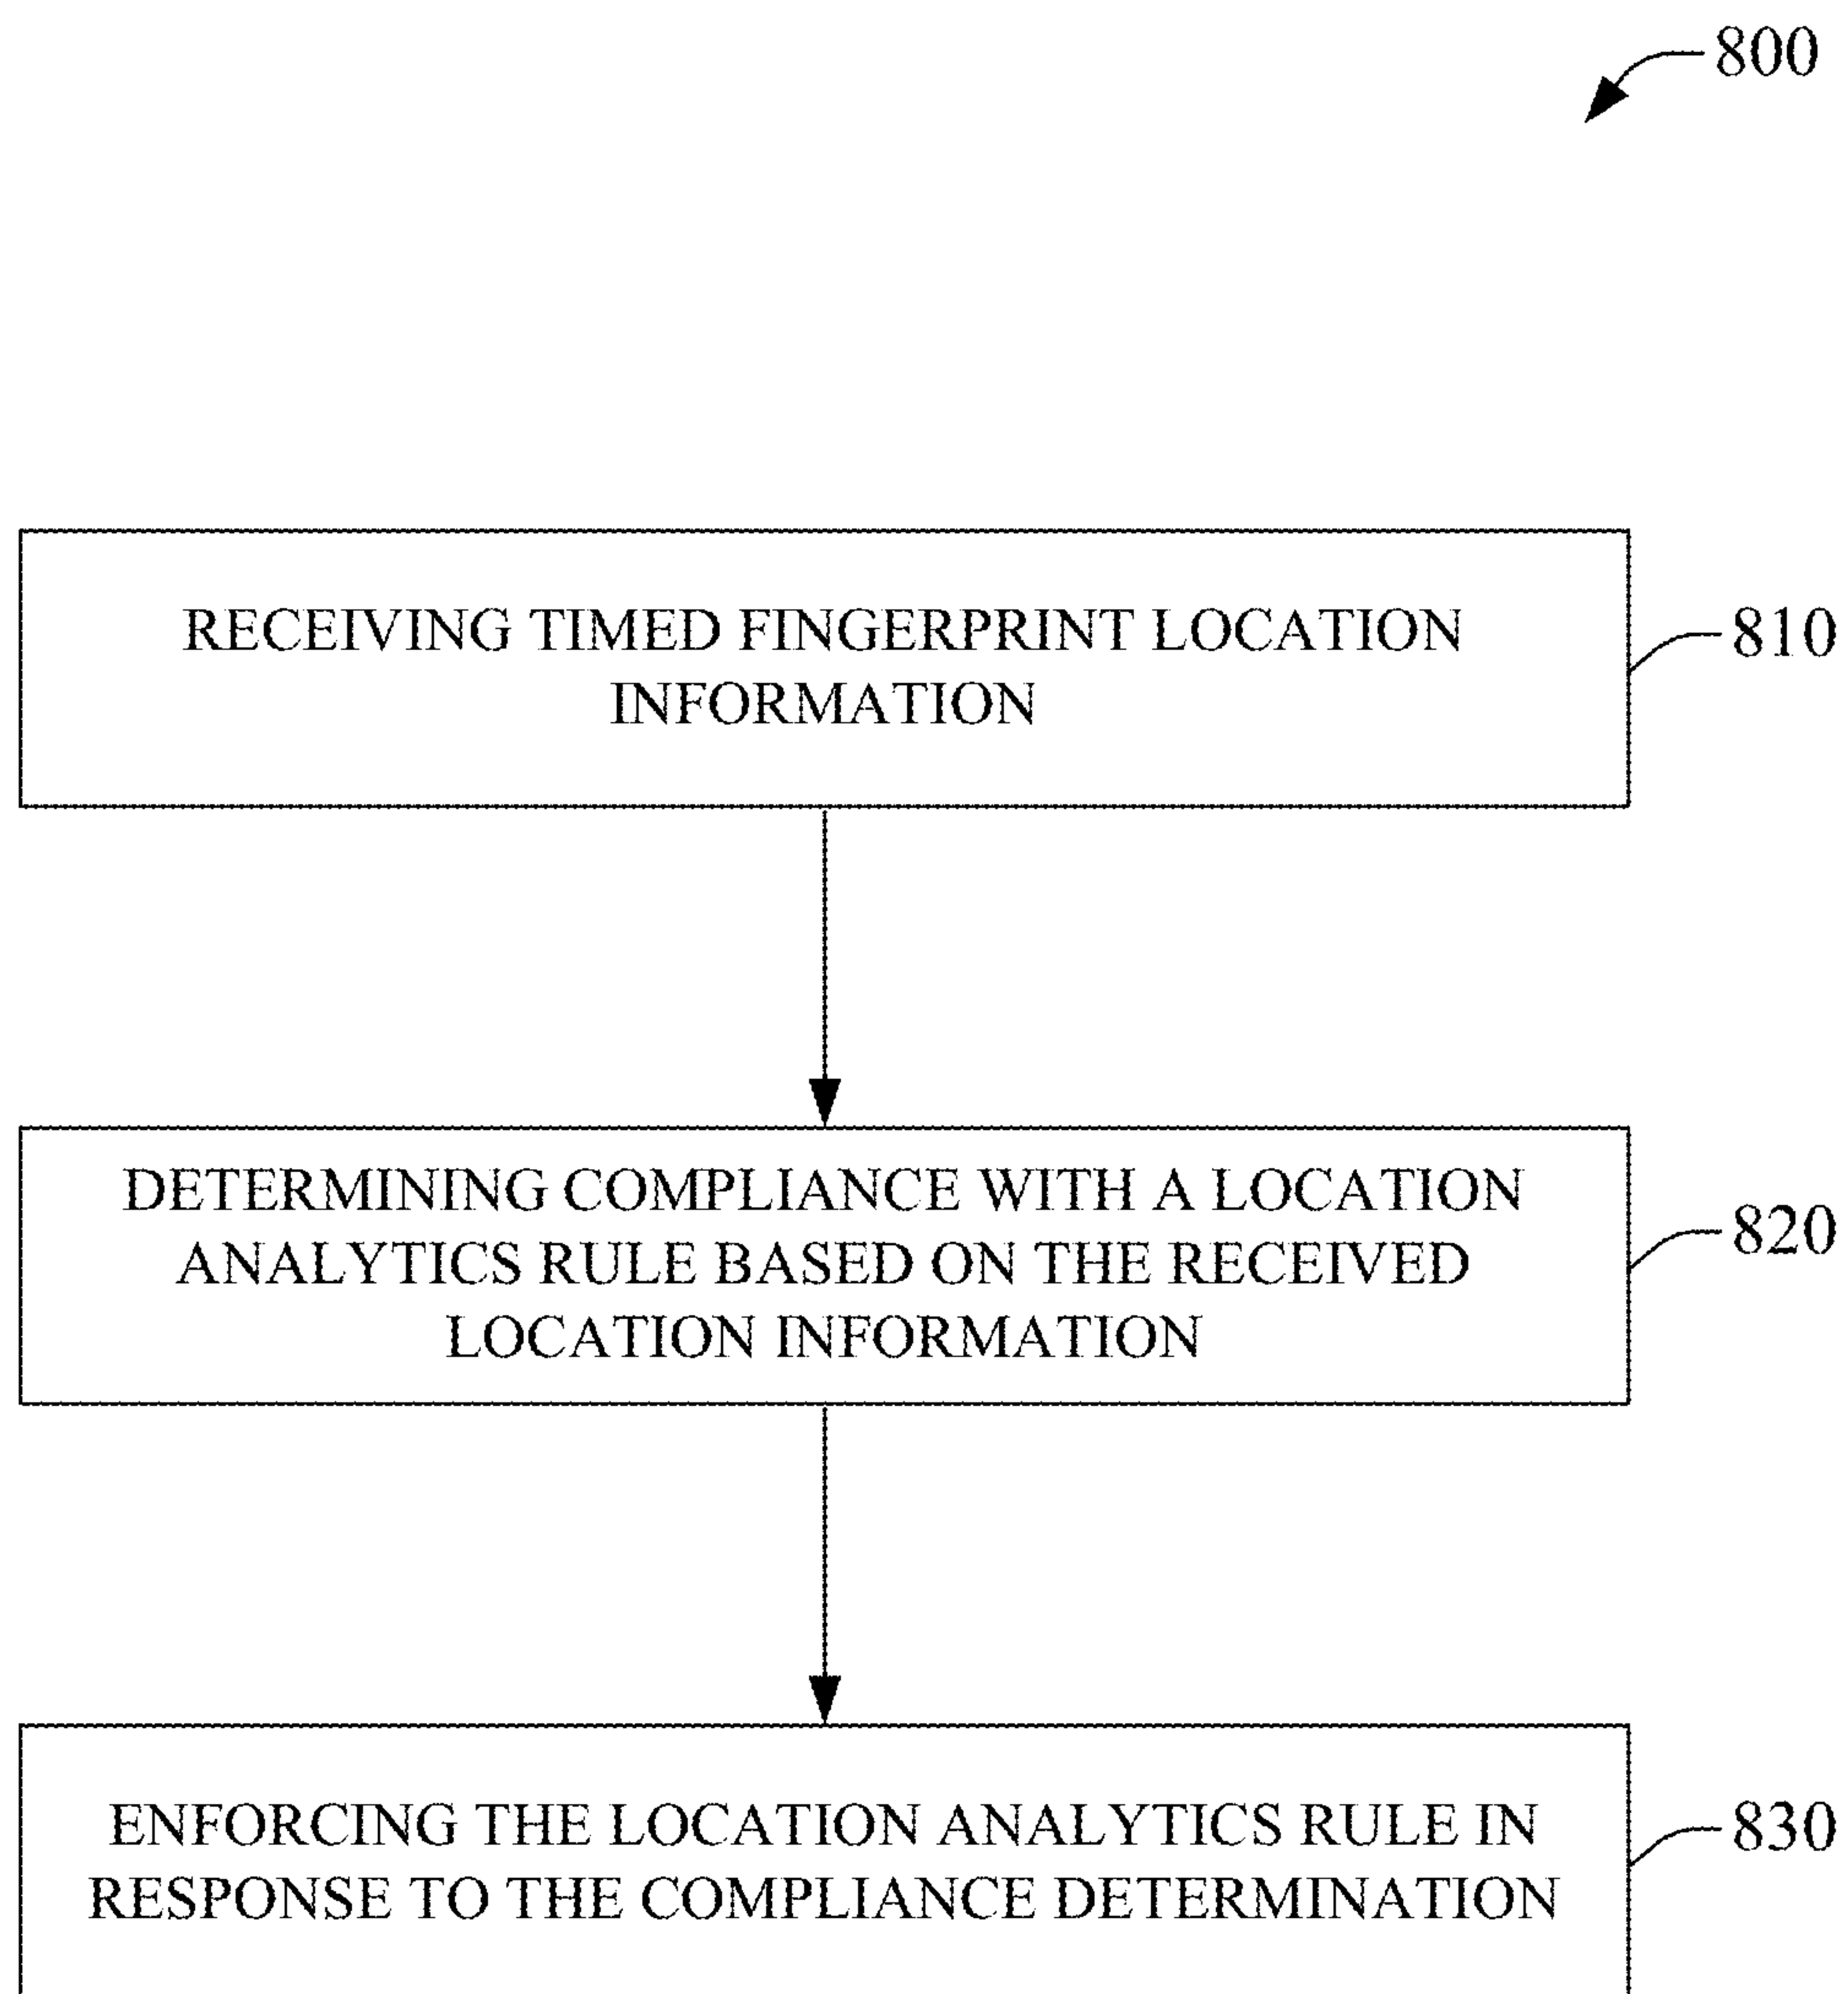 800
RECEIVING TIMED FINGERPRINT LOCATION
INFORMATION
810
DETERMINING COMPLIANCE WITH A LOCATION
ANALYTICS RULE BASED ON THE RECEIVED
LOCATION INFORMATION
820
ENFORCING THE LOCATION ANALYTICS RULE IN
RESPONSE TO THE COMPLIANCE DETERMINATION
830